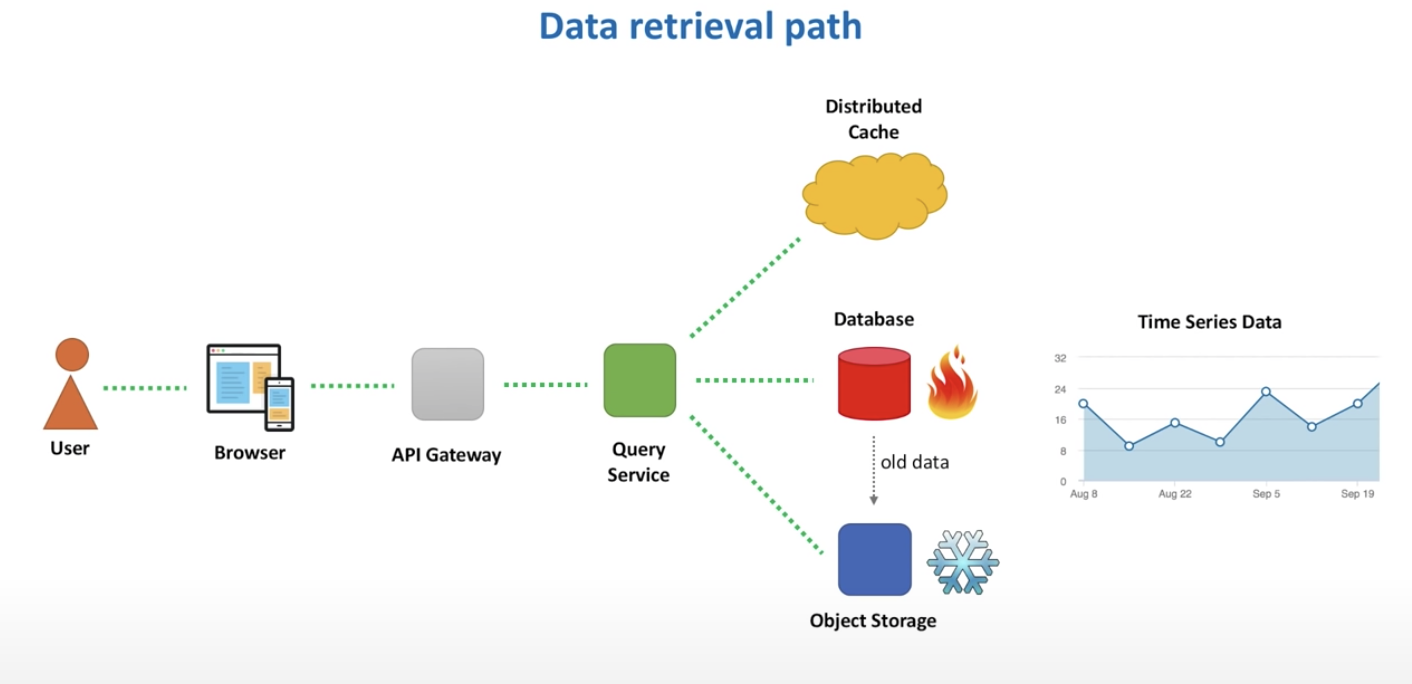 Data retrieval path
Distributed
Cache
Database
Time Series Data
User
Browser
API Gateway
Query
Service
old data
Object Storage
32
24
16
8
0
Aug 8
Aug 22
Sep 5
Sep 19